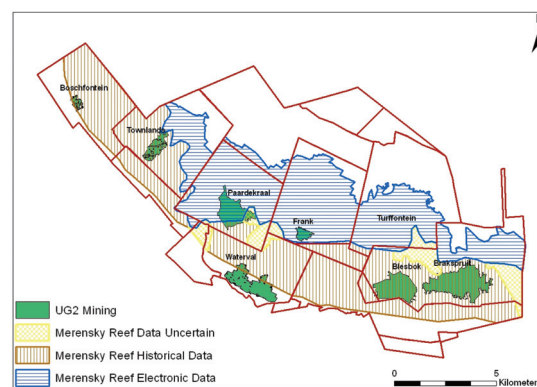 Boschfontein
Townlands
Paardekraal
Frank
Turffontein
Waterval
Blesbok
Brakspruit
UG2 Mining
Merensky Reef Data Uncertain
Merensky Reef Historical Data
Merensky Reef Electronic Data
0 5
Kilometer